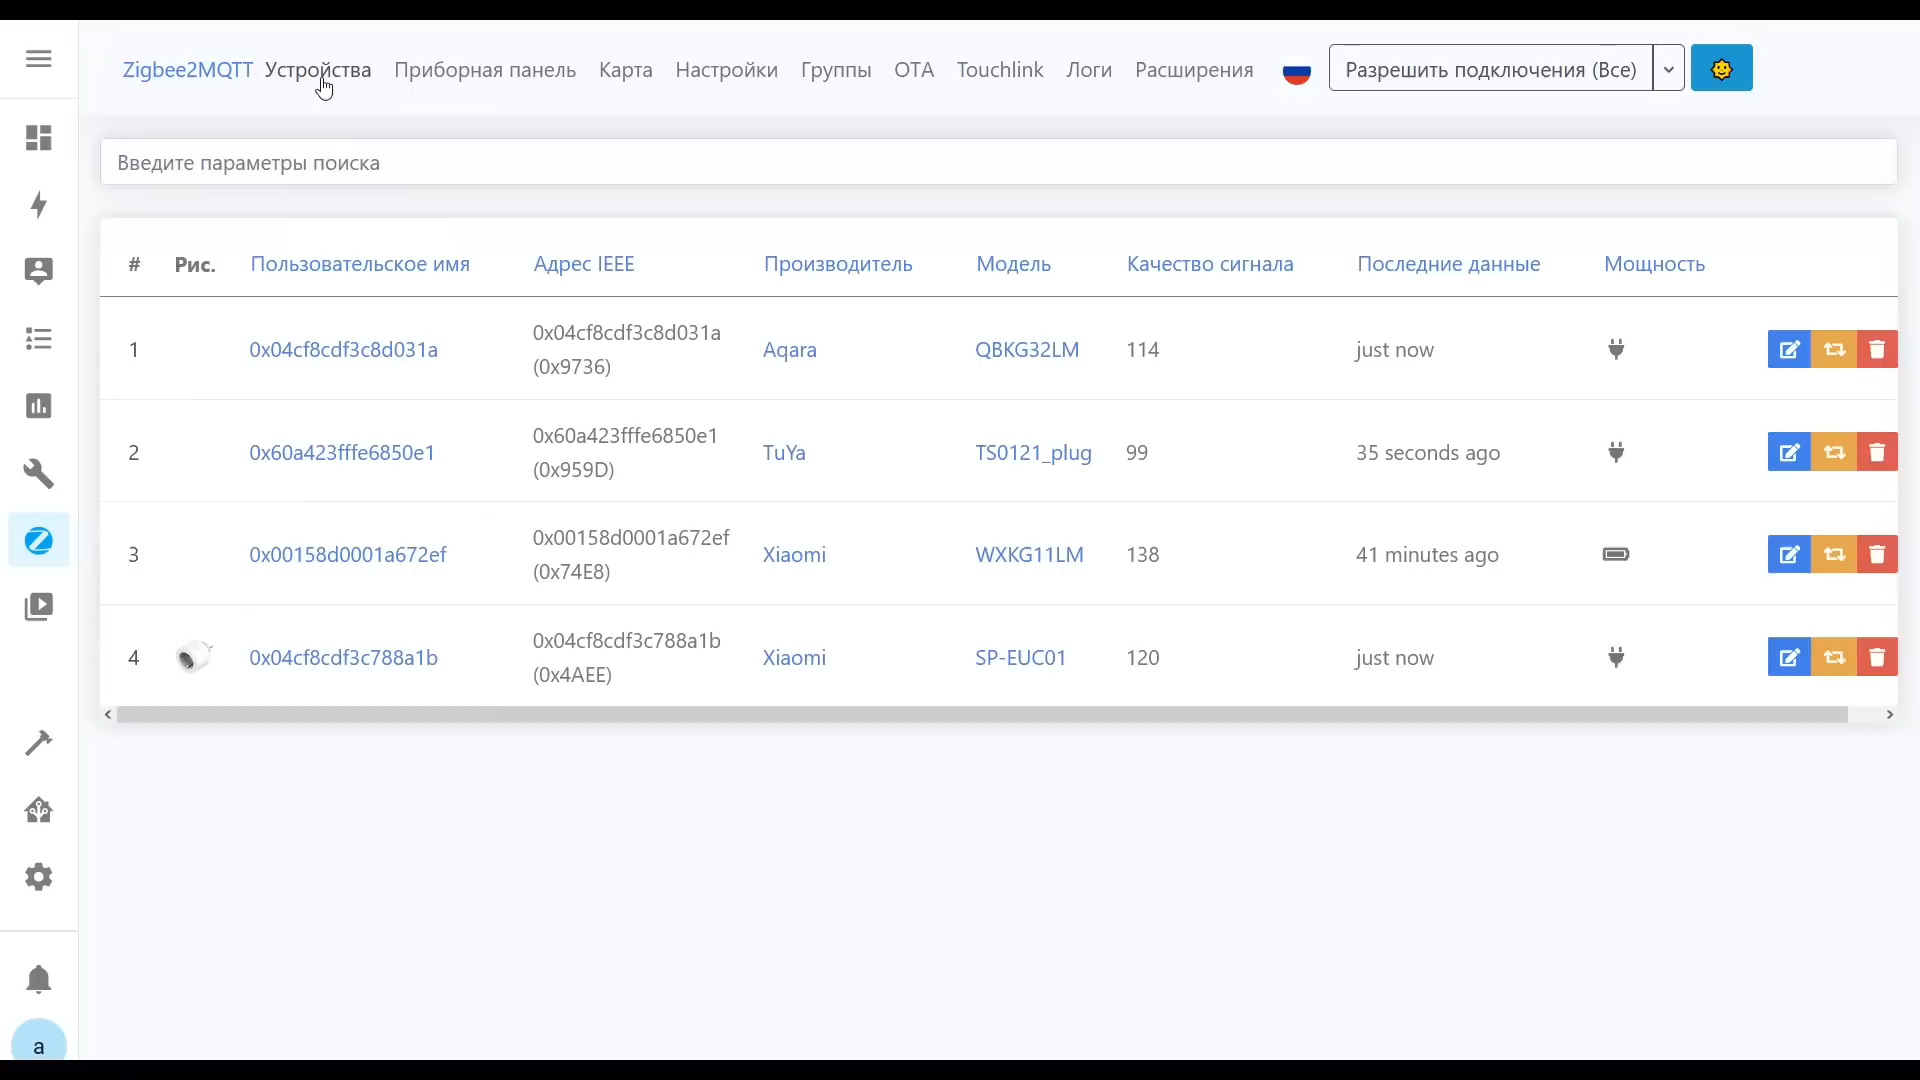 Zigbee2MQTT Устройства Приборная панель Карта Настройки Группы OTA Touchlink Логи Расширения Разрешить подключения (Все)
Введите параметры поиска
# Рис. Пользовательское имя Адрес IEEE Производитель Модель Качество сигнала Последние данные Мощность
1 0x04cf8cdf3c8d031a 0x04cf8cdf3c8d031a (0x9736) Aqara QBKG32LM 114 just now
2 0x60a423fffe6850e1 0x60a423fffe6850e1 (0x959D) TuYa TS0121_plug 99 35 seconds ago
3 0x00158d0001a672ef 0x00158d0001a672ef (0x74E8) Xiaomi WXKG11LM 138 41 minutes ago
4 0x04cf8cdf3c788a1b 0x04cf8cdf3c788a1b (0x4AEE) Xiaomi SP-EUC01 120 just now
a